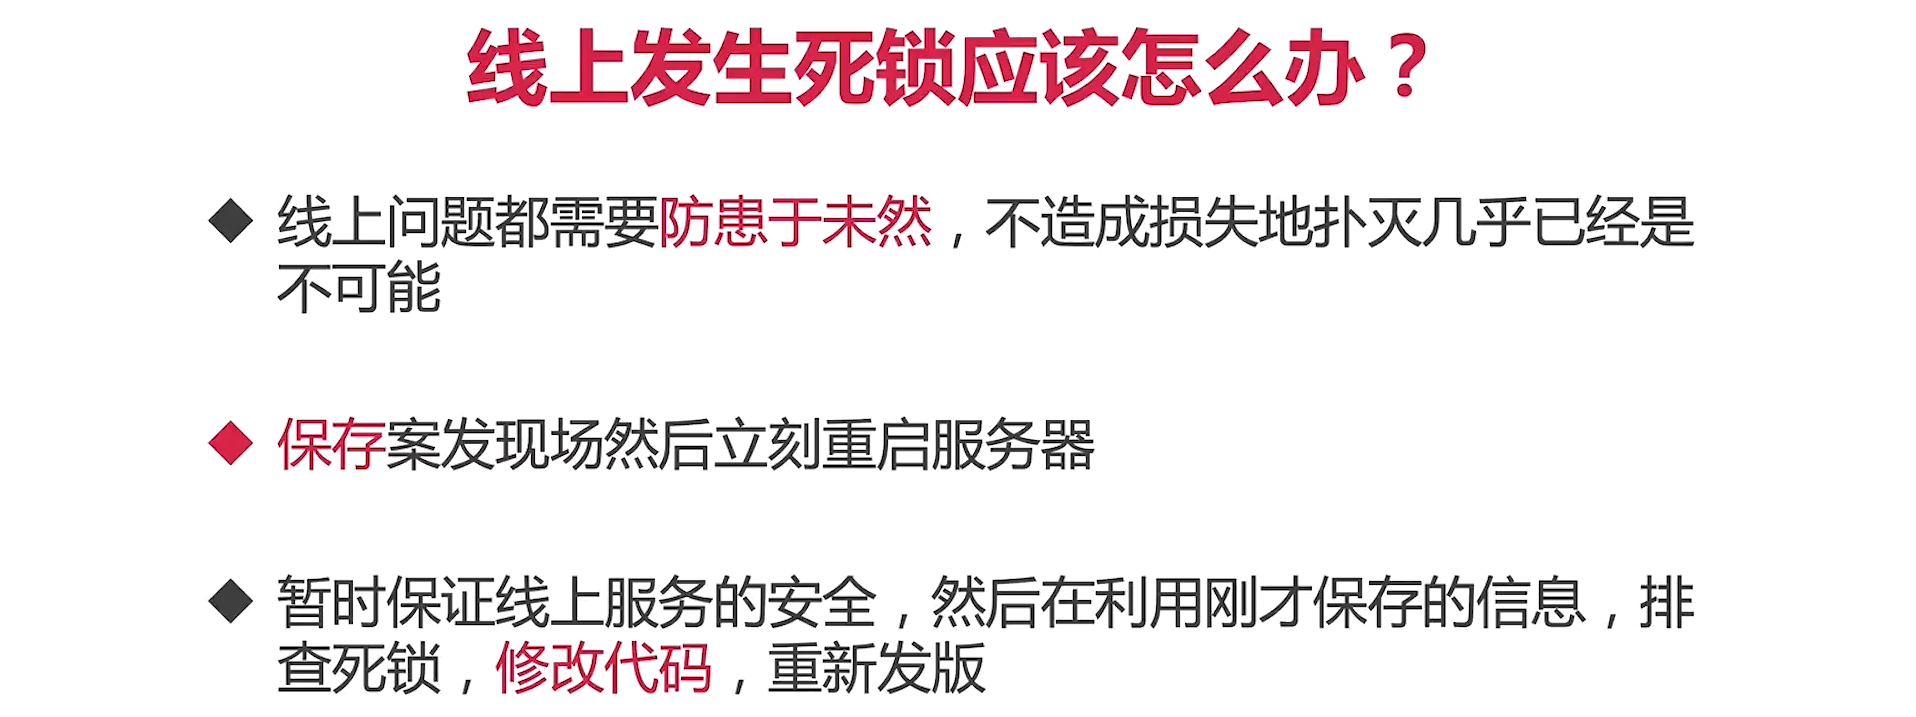 线上发生死锁应该怎么办？
◆ 线上问题都需要防患于未然，不造成损失地扑灭几乎已经是
不可能
◆ 保存案发现场然后立刻重启服务器
◆ 暂时保证线上服务的安全，然后在利用刚才保存的信息，排
查死锁，修改代码，重新发版